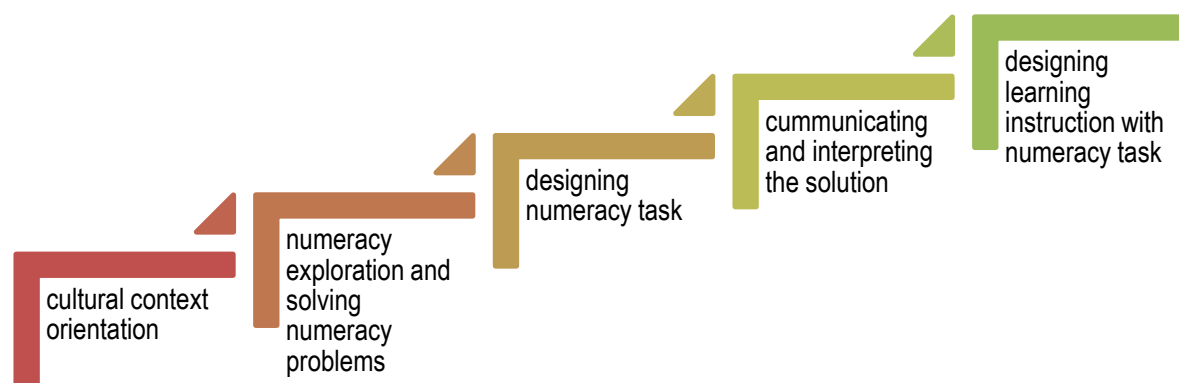 cultural context
orientation
numeracy
exploration and
solving
numeracy
problems
designing
numeracy task
cummunicating
and interpreting
the solution
designing
learning
instruction with
numeracy task